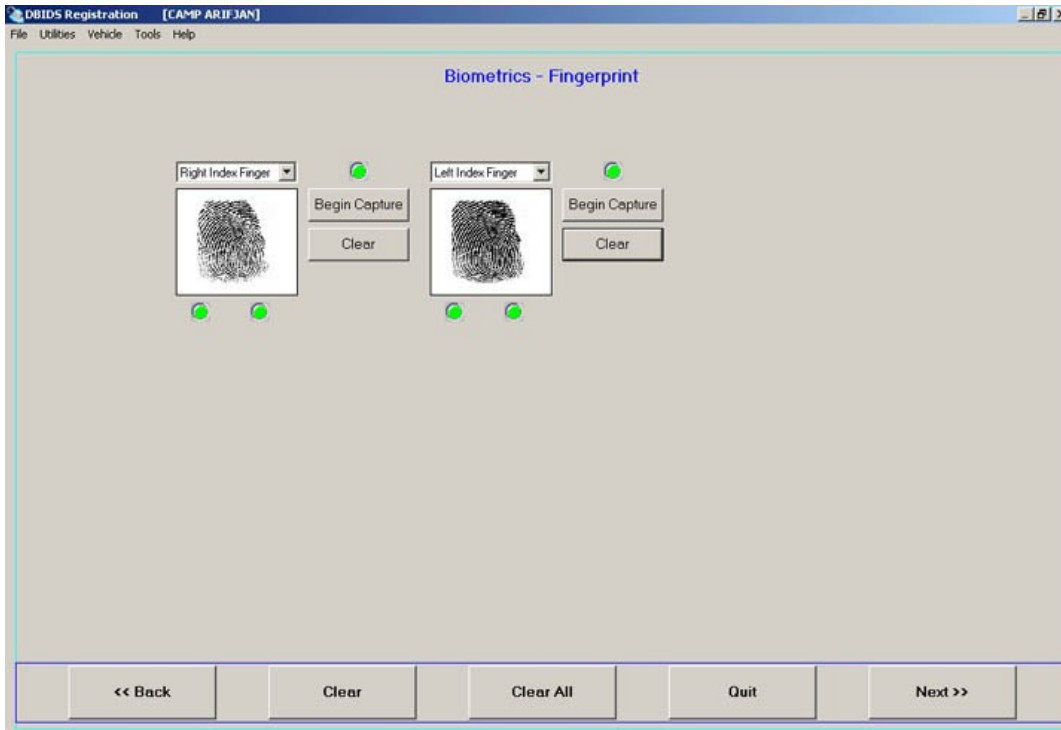 DBIDS Registration [CAMP ARIFJAN]
File Utilities Vehicle Tools Help
Biometrics - Fingerprint
Right Index Finger
Begin Capture
Clear
Left Index Finger
Begin Capture
Clear
<< Back Clear Clear All Quit Next >>